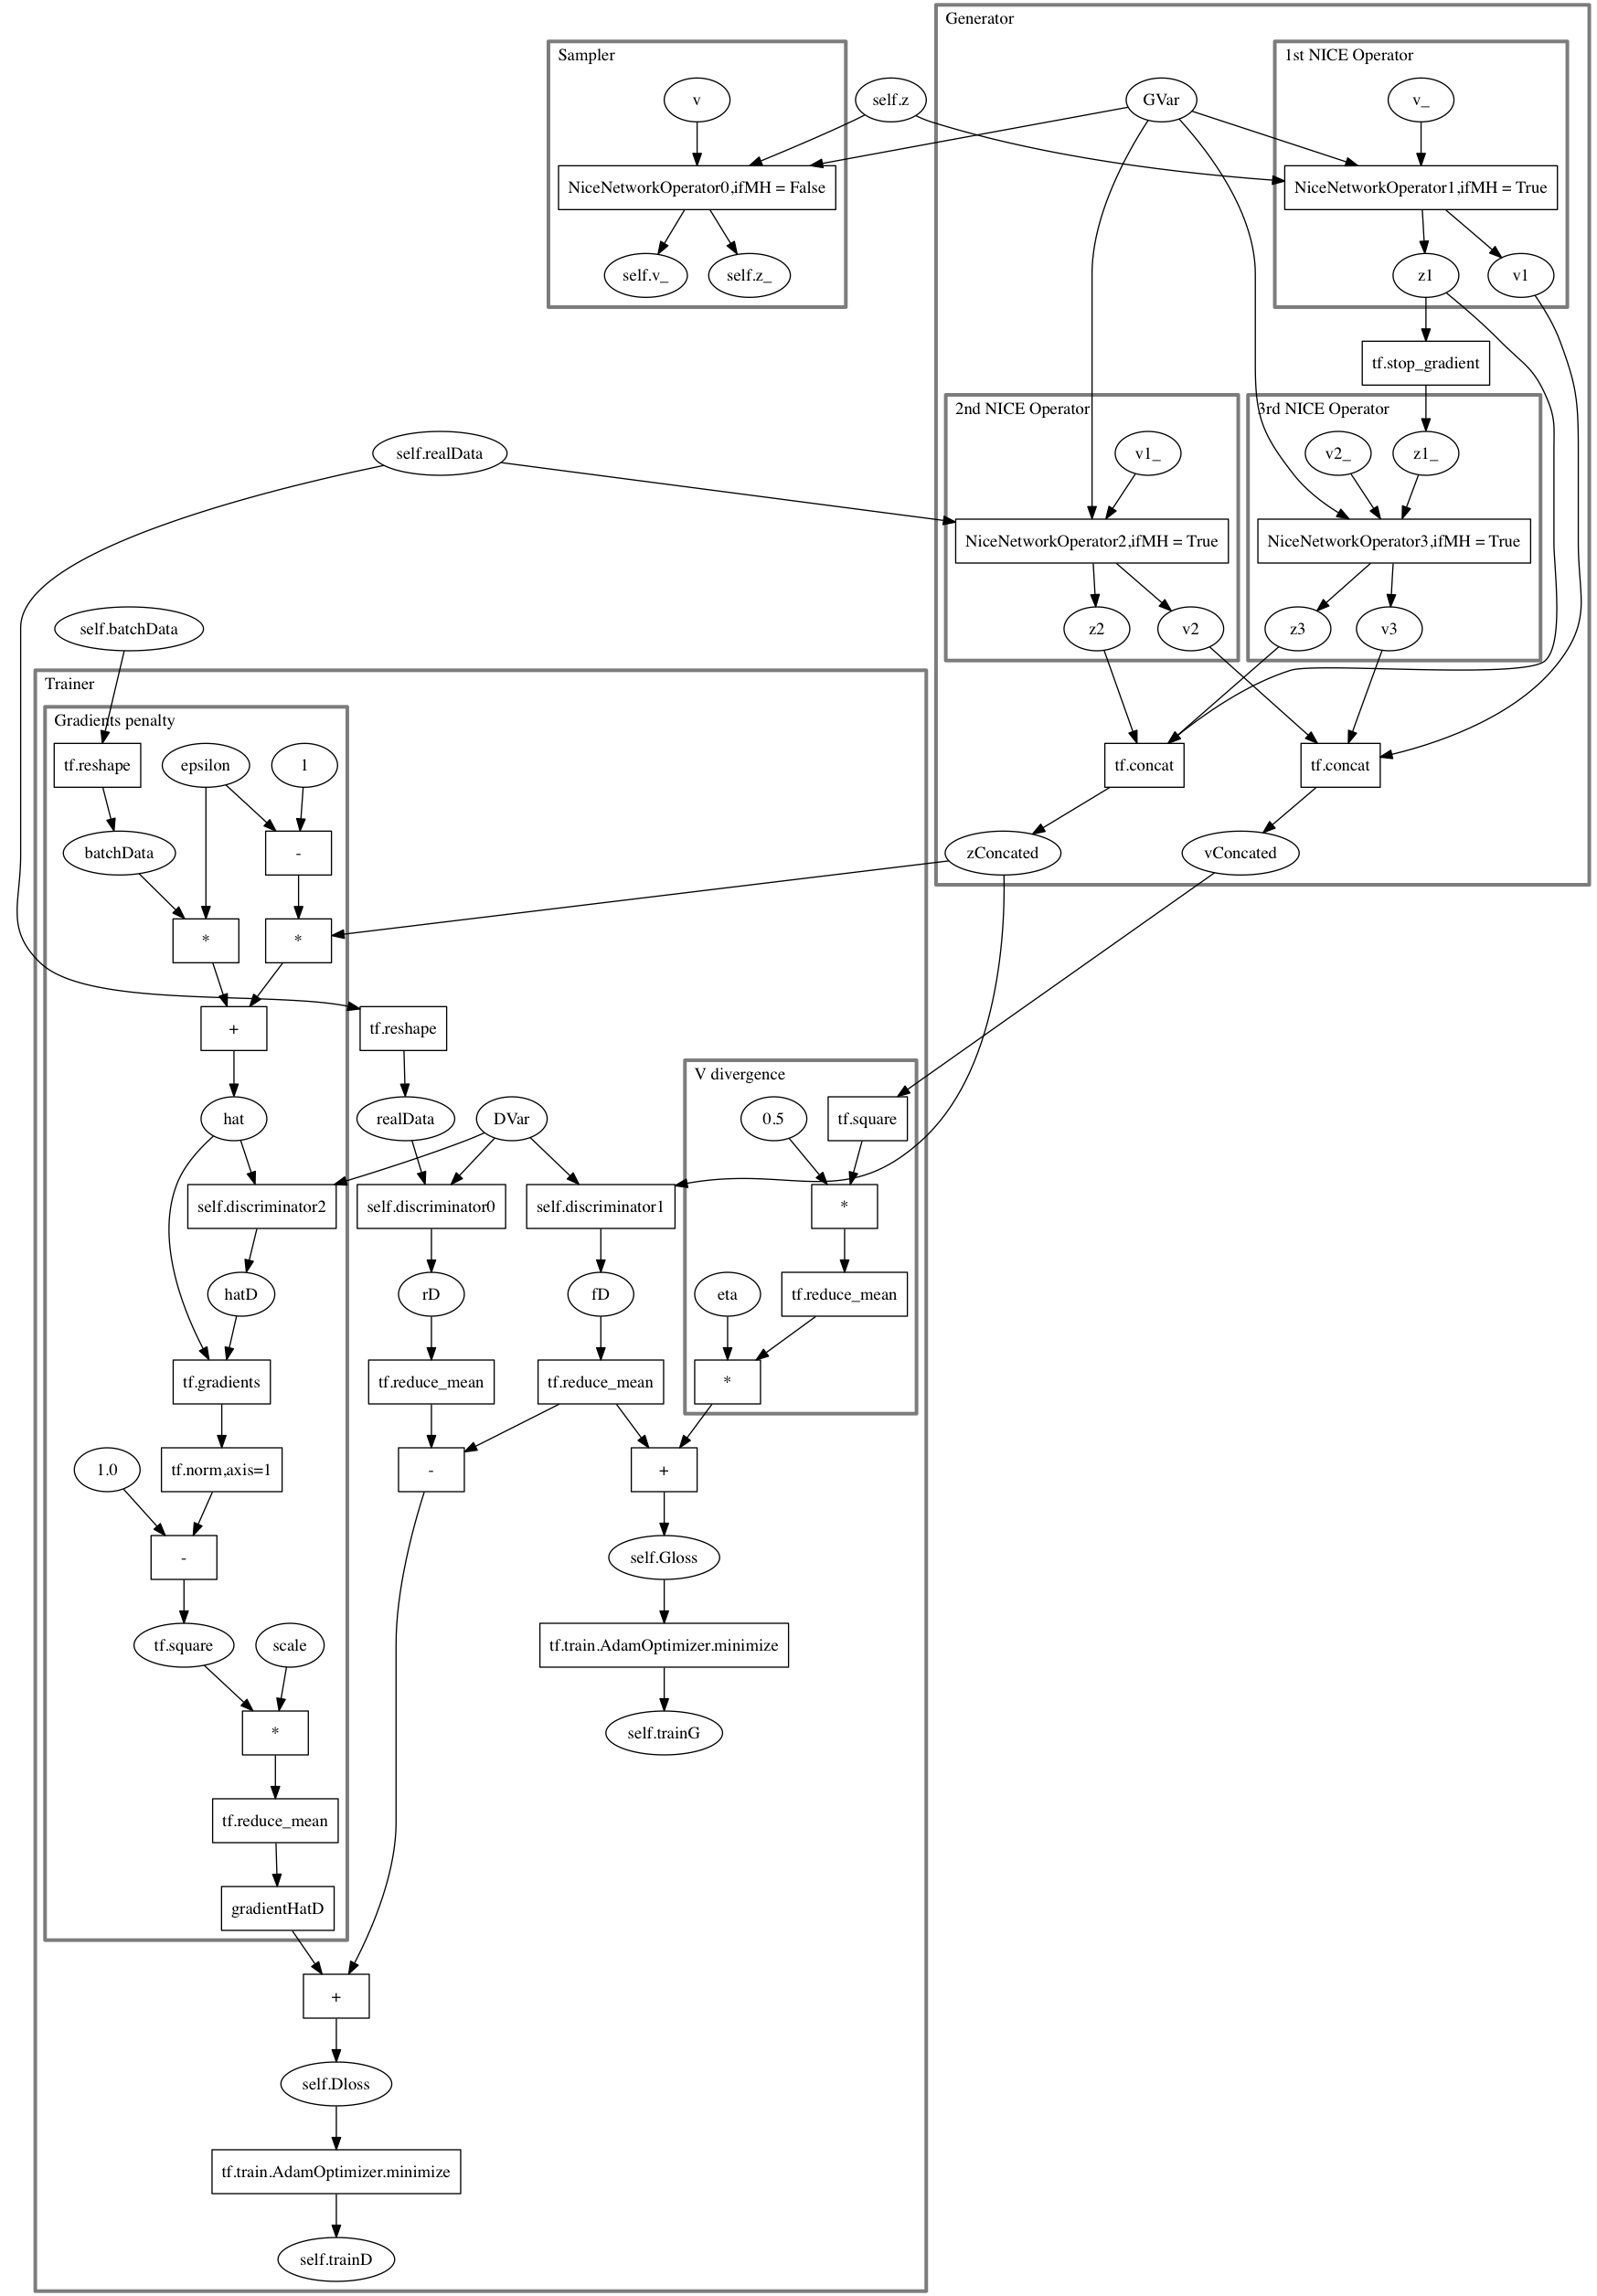 Generator
Sampler
1st NICE Operator
v
self.z
GVar
v_
NiceNetworkOperator0,ifMH = False
NiceNetworkOperator1,ifMH = True
self.v_
self.z_
z1
v1
tf.stop_gradient
2nd NICE Operator
3rd NICE Operator
self.realData
v1_
v2_
z1_
NiceNetworkOperator2,ifMH = True
NiceNetworkOperator3,ifMH = True
self.batchData
z2
v2
z3
v3
Trainer
Gradients penalty
tf.reshape
epsilon
1
tf.concat
tf.concat
batchData
-
zConcated
vConcated
*
*
+
tf.reshape
V divergence
hat
realData
DVar
0.5
tf.square
self.discriminator2
self.discriminator0
self.discriminator1
*
hatD
rD
fD
eta
tf.reduce_mean
tf.gradients
tf.reduce_mean
tf.reduce_mean
*
1.0
tf.norm,axis=1
-
+
-
self.Gloss
tf.square
scale
tf.train.AdamOptimizer.minimize
*
self.trainG
tf.reduce_mean
gradientHatD
+
self.Dloss
tf.train.AdamOptimizer.minimize
self.trainD